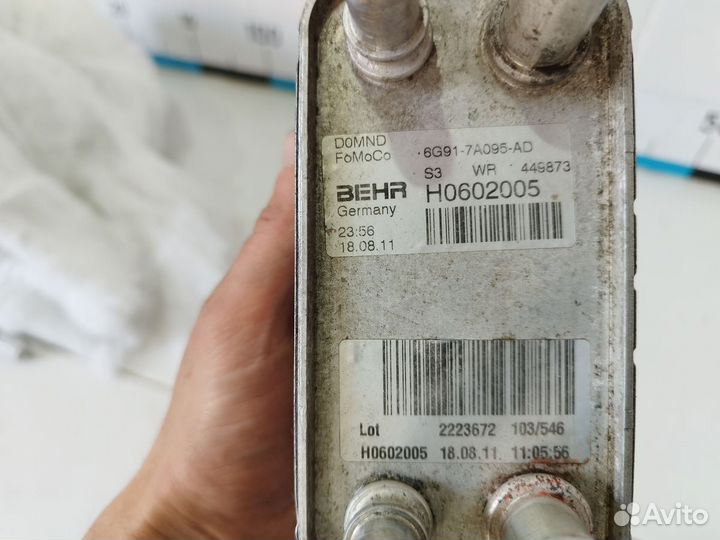 100
D0MND
FoMoCo 6G91-7A095-AD
S3 WR 449873
BEHR H0602005
Germany
23:56
18.08.11
Lot 2223672 103/546
H0602005 18.08.11 11:05:56
Avito